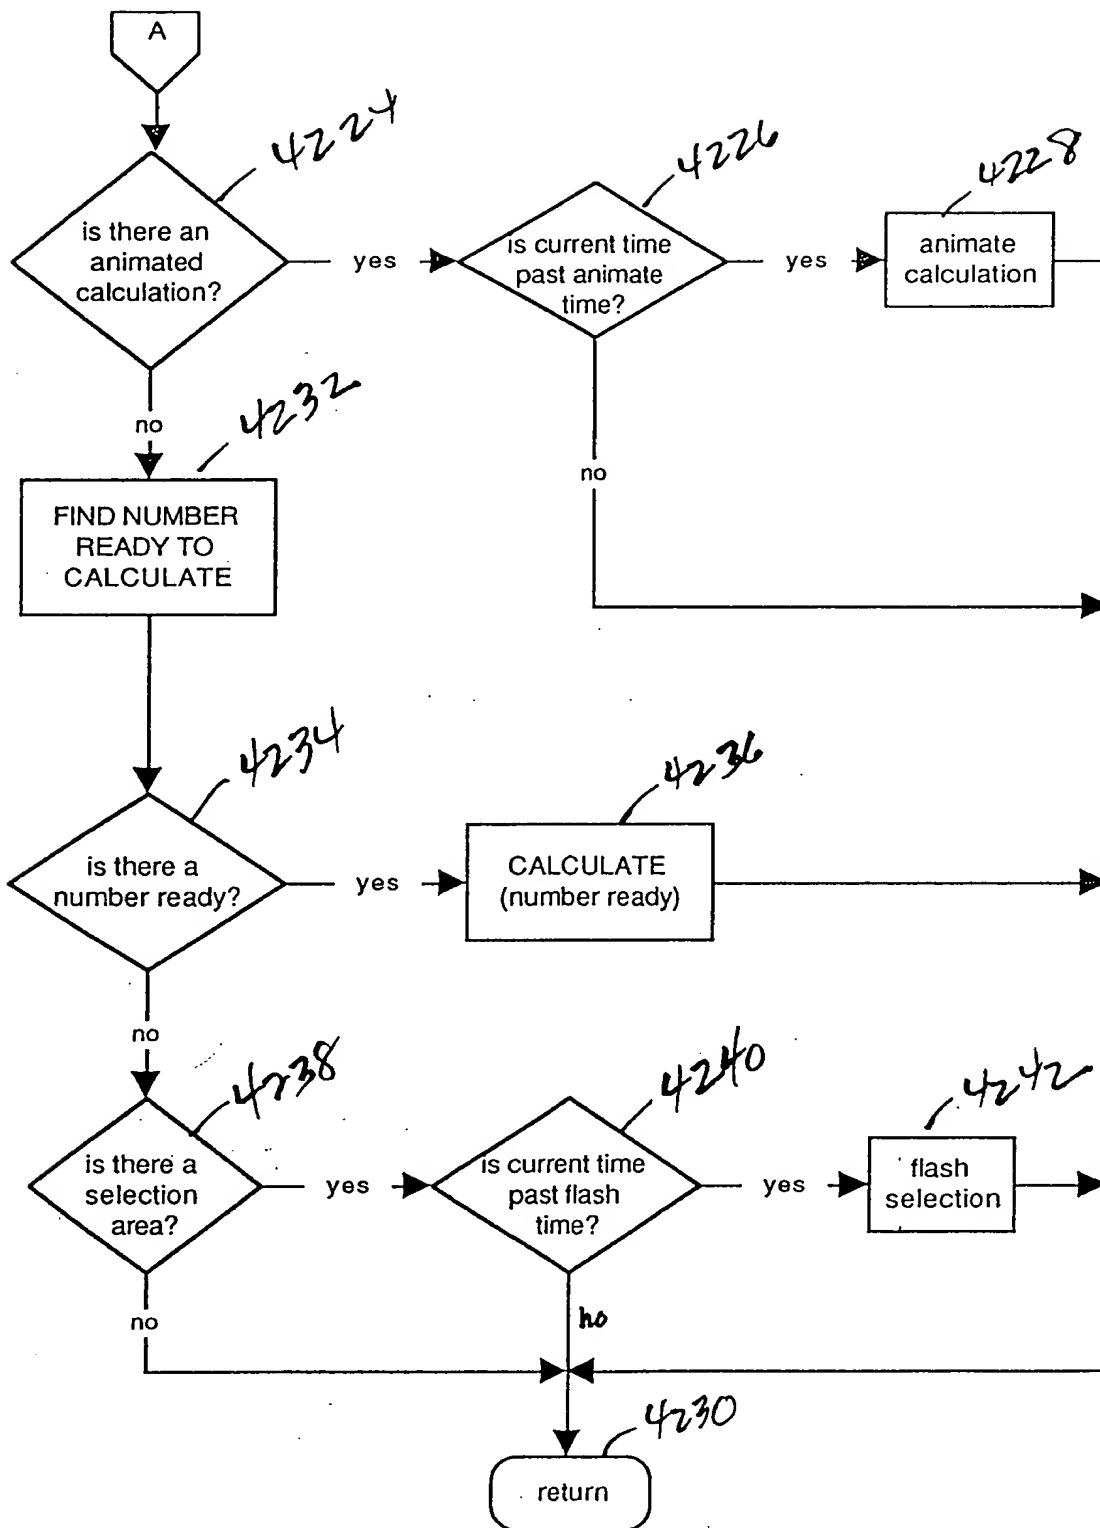 A
4224
is there an
animated
calculation?
yes
4226
is current time
past animate
time?
yes
4228
animate
calculation
no
4232
no
FIND NUMBER
READY TO
CALCULATE
4234
is there a
number ready?
yes
4236
CALCULATE
(number ready)
no
4238
is there a
selection
area?
yes
4240
is current time
past flash
time?
yes
4242
flash
selection
no
no
4230
return